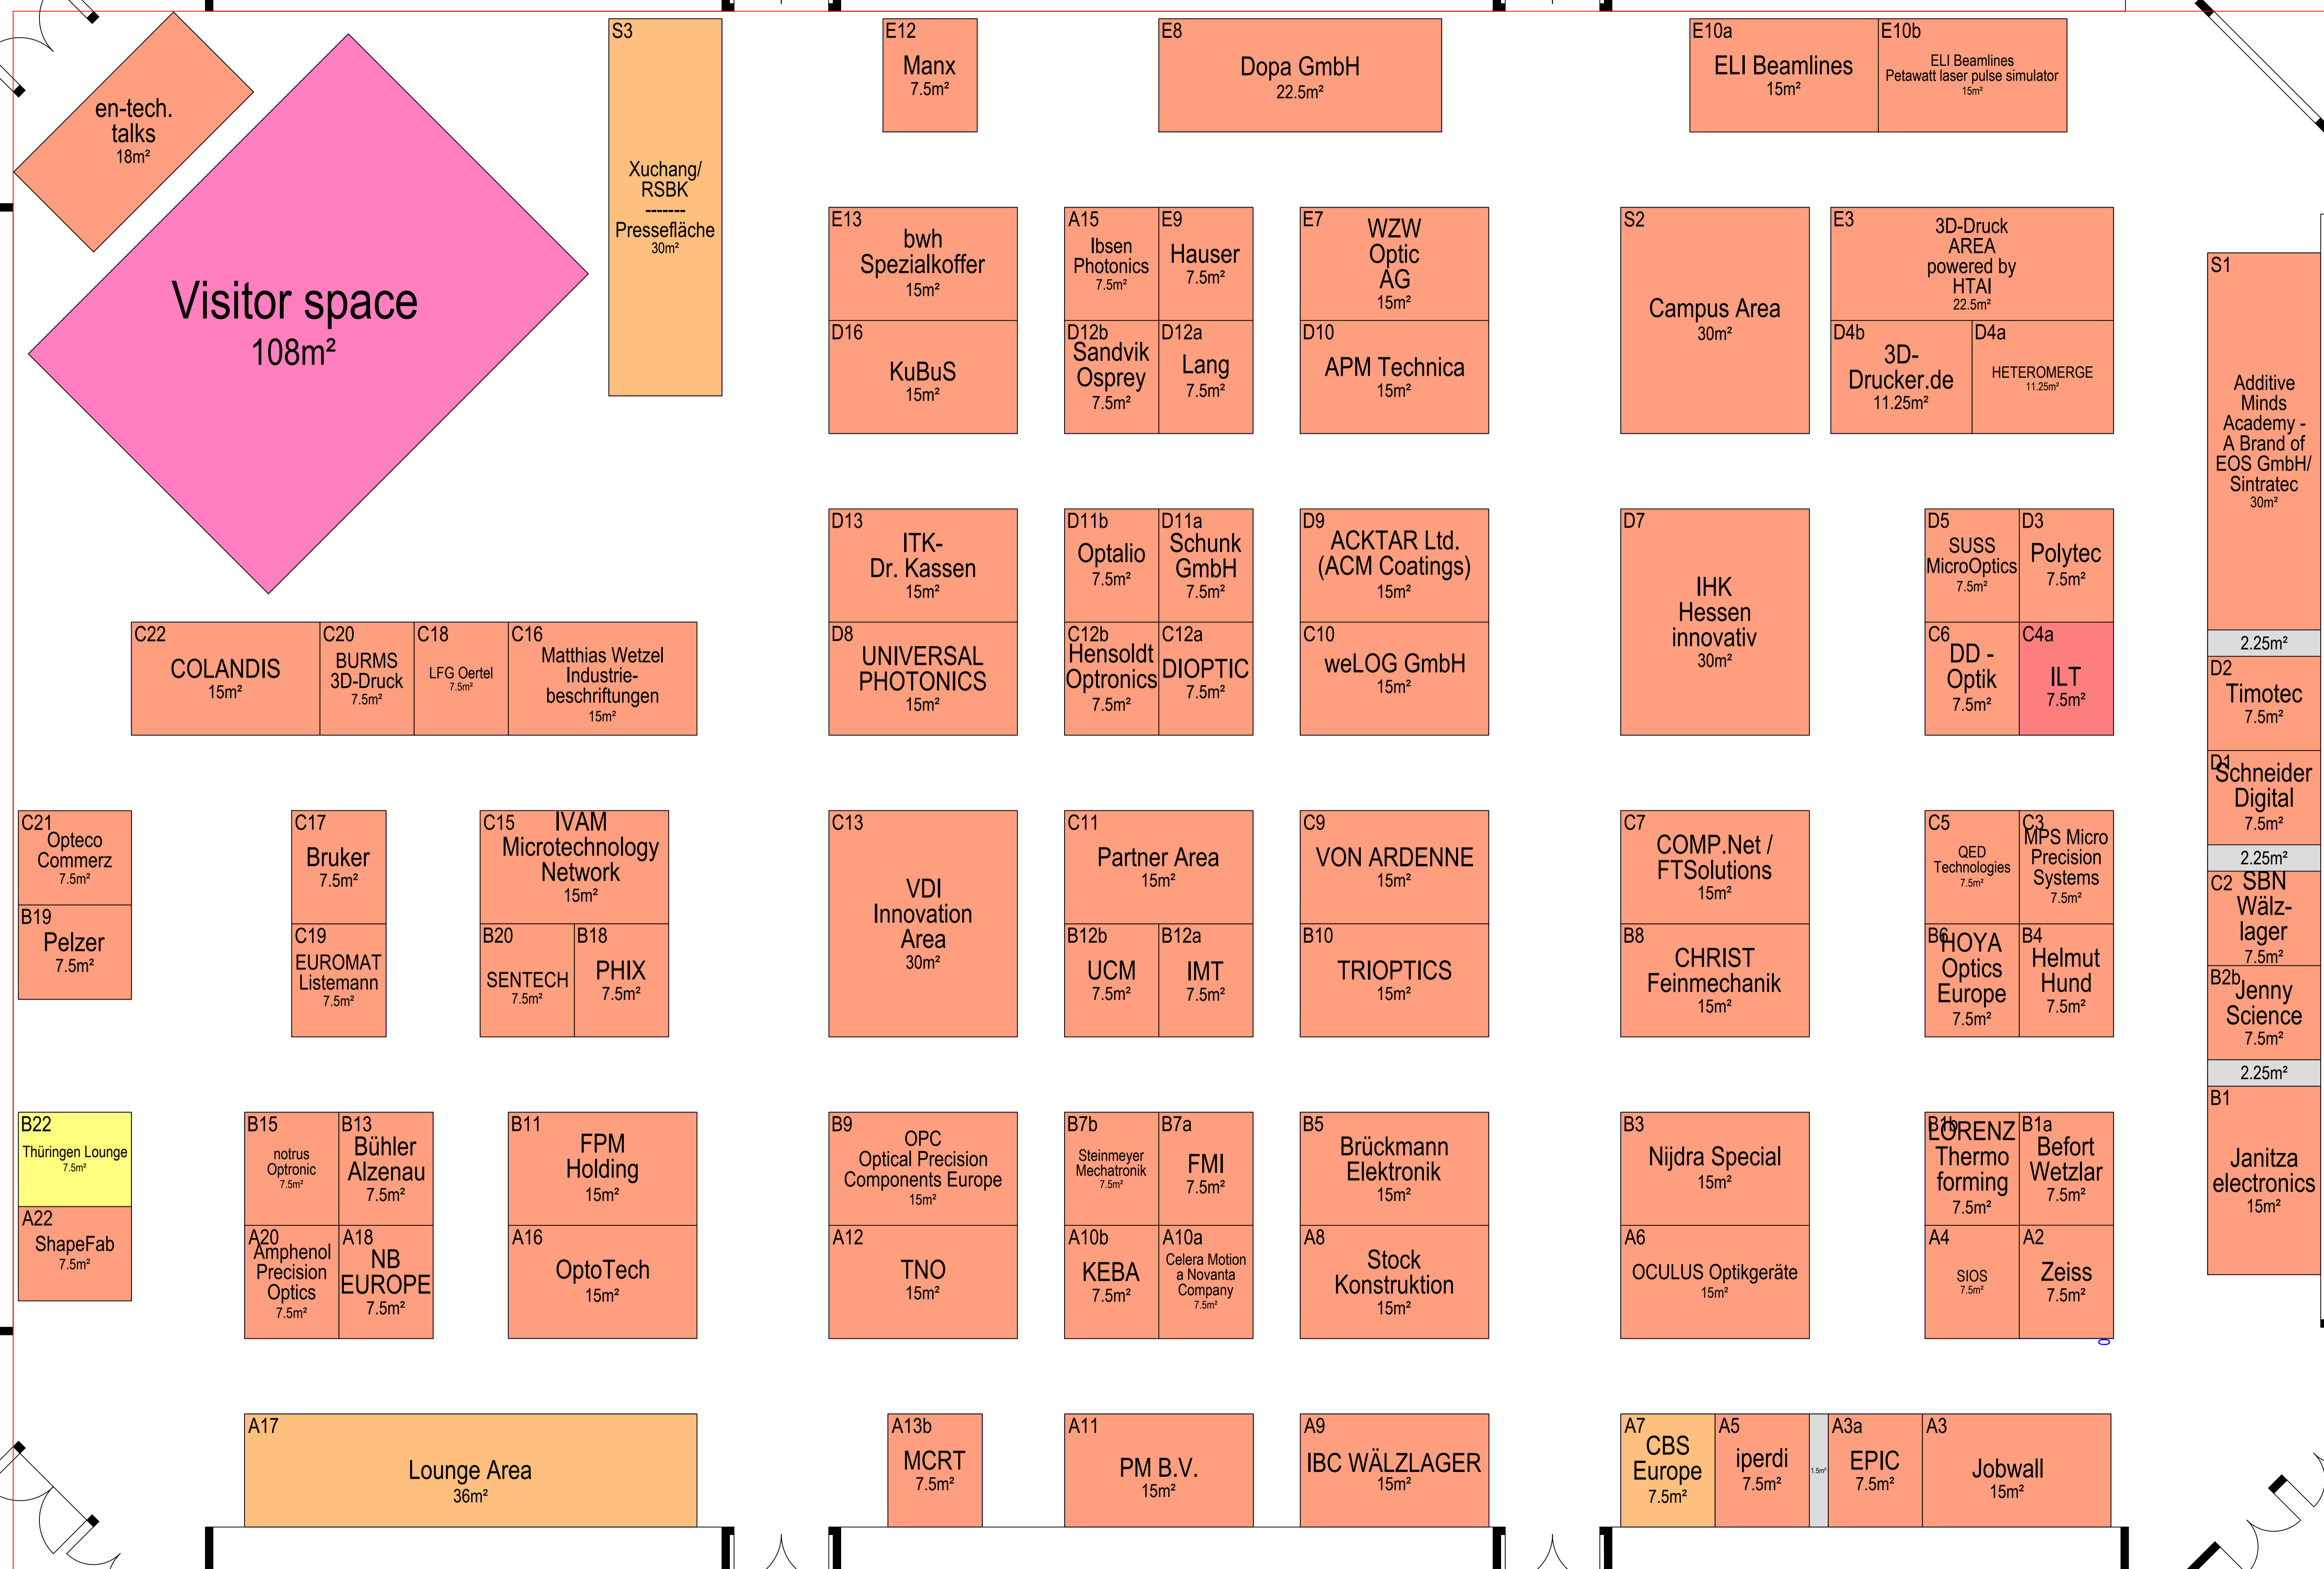 en-tech.
talks
18m²
Visitor space
108m²
S3
Xuchang/
RSBK
-------
Pressefläche
30m²
E12
Manx
7.5m²
E8
Dopa GmbH
22.5m²
E10a
ELI Beamlines
15m²
E10b
ELI Beamlines
Petawatt laser pulse simulator
15m²
E13
bwh
Spezialkoffer
15m²
D16
KuBuS
15m²
A15
Ibsen
Photonics
7.5m²
E9
Hauser
7.5m²
D12b
Sandvik
Osprey
7.5m²
D12a
Lang
7.5m²
E7
WZW
Optic
AG
15m²
D10
APM Technica
15m²
S2
Campus Area
30m²
E3
3D-Druck
AREA
powered by
HTAI
22.5m²
D4b
3D-
Drucker.de
11.25m²
D4a
HETEROMERGE
11.25m²
S1
Additive
Minds
Academy -
A Brand of
EOS GmbH/
Sintratec
30m²
2.25m²
D2
Timotec
7.5m²
D1
Schneider
Digital
7.5m²
2.25m²
C2
SBN
Wälz-
lager
7.5m²
B2b
Jenny
Science
7.5m²
2.25m²
B1
Janitza
electronics
15m²
D13
ITK-
Dr. Kassen
15m²
D8
UNIVERSAL
PHOTONICS
15m²
D11b
Optalio
7.5m²
D11a
Schunk
GmbH
7.5m²
C12b
Hensoldt
Optronics
7.5m²
C12a
DIOPTIC
7.5m²
D9
ACKTAR Ltd.
(ACM Coatings)
15m²
C10
weLOG GmbH
15m²
D7
IHK
Hessen
innovativ
30m²
D5
SUSS
MicroOptics
7.5m²
D3
Polytec
7.5m²
C6
DD -
Optik
7.5m²
C4a
ILT
7.5m²
C22
COLANDIS
15m²
C20
BURMS
3D-Druck
7.5m²
C18
LFG Oertel
7.5m²
C16
Matthias Wetzel
Industrie-
beschriftungen
15m²
C21
Opteco
Commerz
7.5m²
B19
Pelzer
7.5m²
C17
Bruker
7.5m²
C19
EUROMAT
Listemann
7.5m²
C15
IVAM
Microtechnology
Network
15m²
B20
SENTECH
7.5m²
B18
PHIX
7.5m²
C13
VDI
Innovation
Area
30m²
C11
Partner Area
15m²
B12b
UCM
7.5m²
B12a
IMT
7.5m²
C9
VON ARDENNE
15m²
B10
TRIOPTICS
15m²
C7
COMP.Net /
FTSolutions
15m²
B8
CHRIST
Feinmechanik
15m²
C5
QED
Technologies
7.5m²
C3
MPS Micro
Precision
Systems
7.5m²
B6
HOYA
Optics
Europe
7.5m²
B4
Helmut
Hund
7.5m²
B22
Thüringen Lounge
7.5m²
A22
ShapeFab
7.5m²
B15
notrus
Optronic
7.5m²
B13
Bühler
Alzenau
7.5m²
A20
Amphenol
Precision
Optics
7.5m²
A18
NB
EUROPE
7.5m²
B11
FPM
Holding
15m²
A16
OptoTech
15m²
B9
OPC
Optical Precision
Components Europe
15m²
A12
TNO
15m²
B7b
Steinmeyer
Mechatronik
7.5m²
B7a
FMI
7.5m²
A10b
KEBA
7.5m²
A10a
Celera Motion
a Novanta
Company
7.5m²
B5
Brückmann
Elektronik
15m²
A8
Stock
Konstruktion
15m²
B3
Nijdra Special
15m²
A6
OCULUS Optikgeräte
15m²
B1b
LORENZ
Thermo
forming
7.5m²
B1a
Befort
Wetzlar
7.5m²
A4
SIOS
7.5m²
A2
Zeiss
7.5m²
0
A17
Lounge Area
36m²
A13b
MCRT
7.5m²
A11
PM B.V.
15m²
A9
IBC WÄLZLAGER
15m²
A7
CBS
Europe
7.5m²
A5
iperdi
7.5m²
1.5m²
A3a
EPIC
7.5m²
A3
Jobwall
15m²